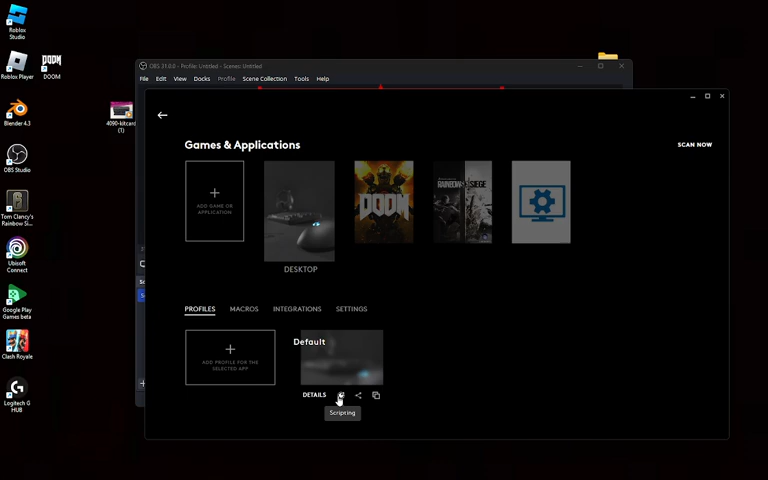 Roblox
Studio
Roblox Player
DOOM
Blender 4.3
OBS Studio
Tom Clancy's
Rainbow Si...
Ubisoft
Connect
Google Play
Games beta
Clash Royale
Logitech G
HUB
4090-kitcard
(1)
OBS 31.0.0 - Profile: Untitled - Scenes: Untitled
File Edit View Docks Profile Scene Collection Tools Help
Games & Applications
SCAN NOW
ADD GAME OR
APPLICATION
DOOM
RAINBOW SIEGE
DESKTOP
PROFILES MACROS INTEGRATIONS SETTINGS
ADD PROFILE FOR THE
SELECTED APP
Default
DETAILS
Scripting